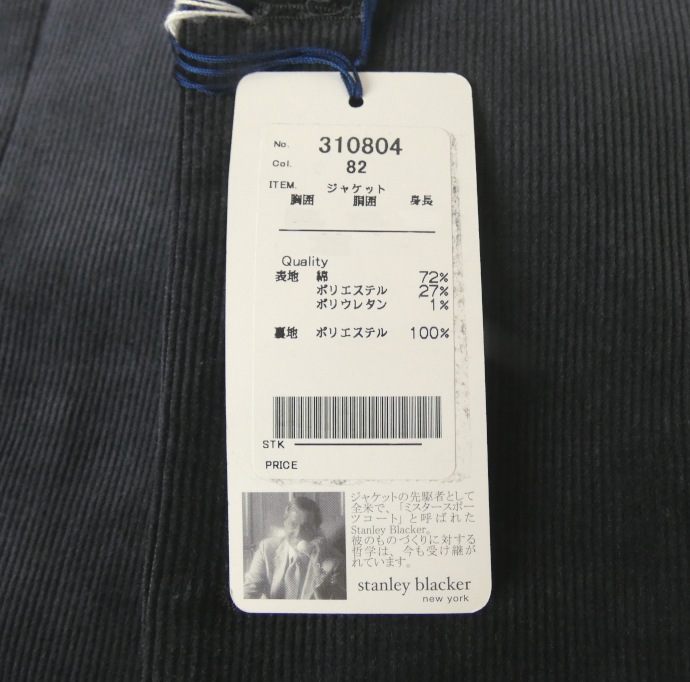 No. 310804
Col. 82
ITEM. ジャケット
胸囲 胴囲 身長
Quality
表地 綿 72%
ポリエステル 27%
ポリウレタン 1%
裏地 ポリエステル 100%
STK
PRICE
ジャケットの先駆者として
全米で、「ミスタースポー
ツコート」と呼ばれた
Stanley Blacker。
彼のものづくりに対する
哲学は、今も受け継が
れています。
stanley blacker
new york